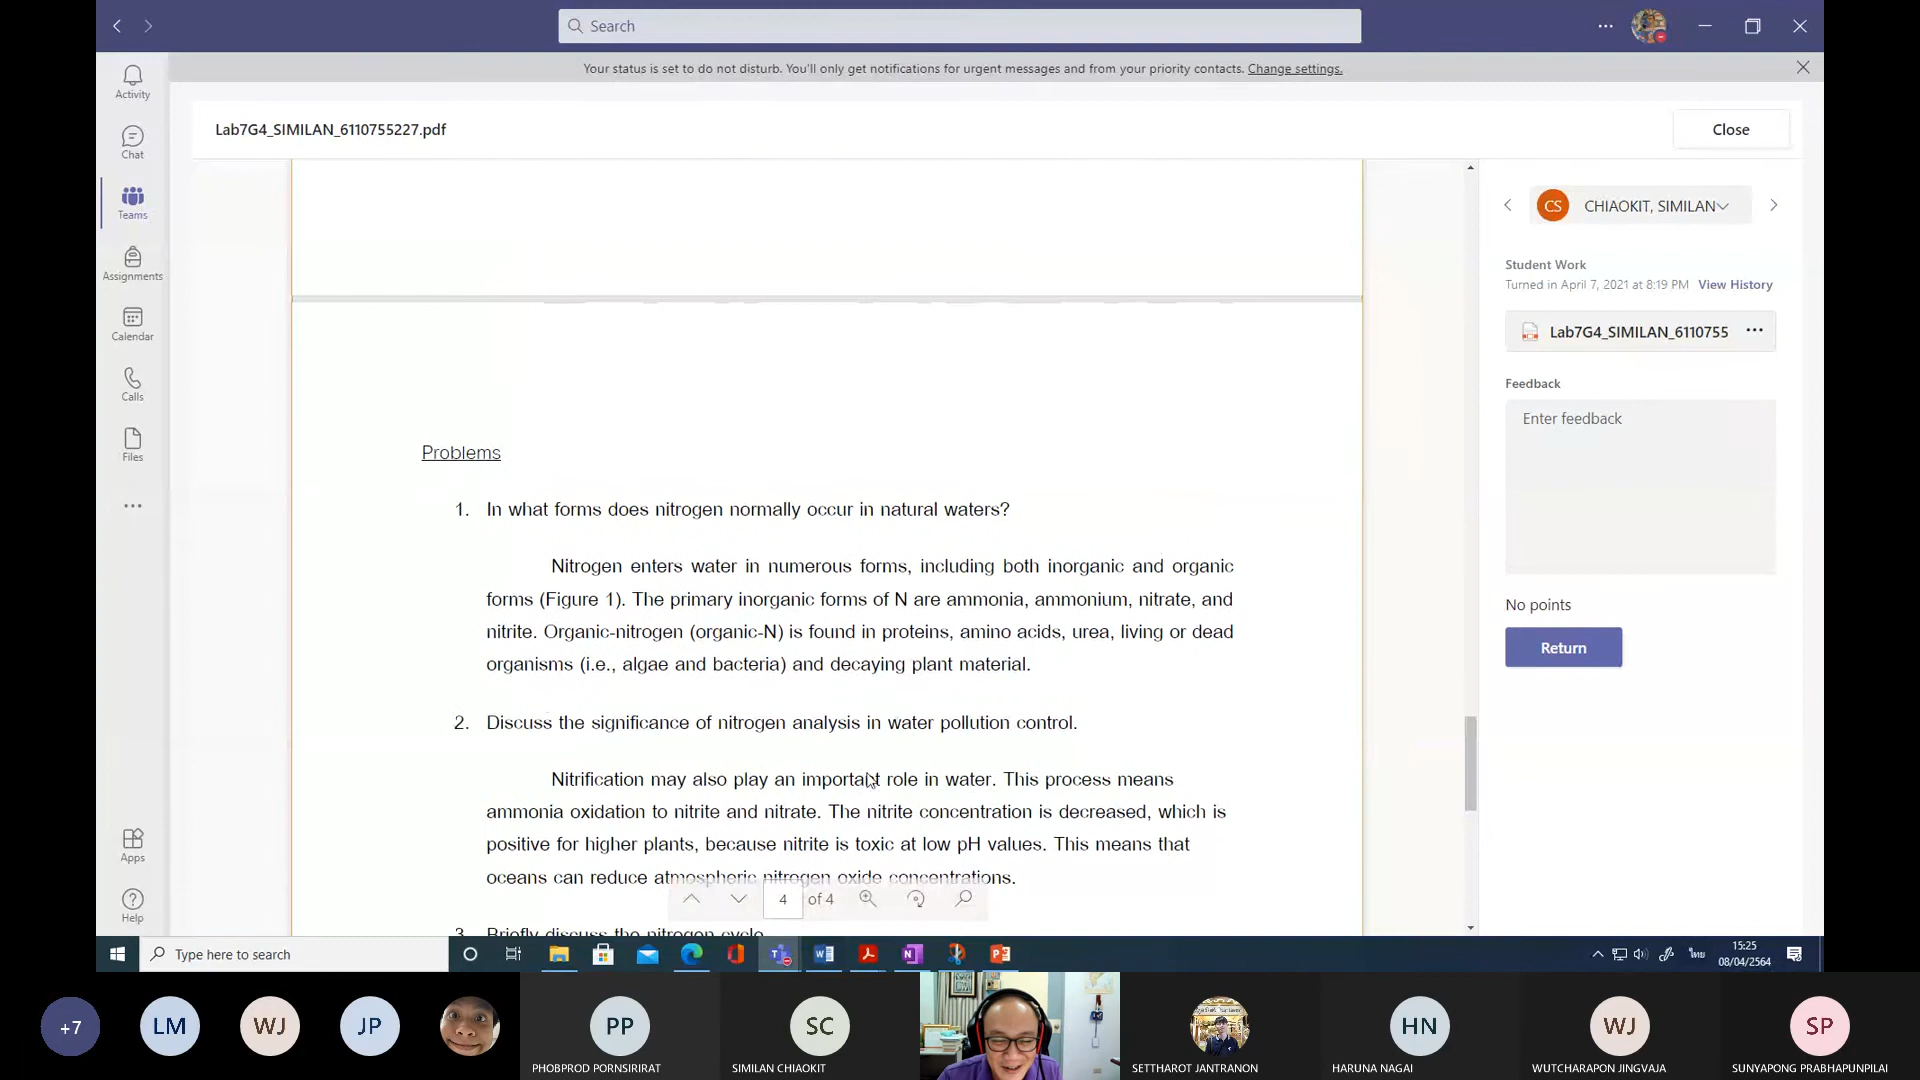 Search
Your status is set to do not disturb. You'll only get notifications for urgent messages and from your priority contacts. Change settings.
Activity
Chat
Teams
Assignments
Calendar
Calls
Files
Apps
Help
Lab7G4_SIMILAN_6110755227.pdf
Close
Problems
1. In what forms does nitrogen normally occur in natural waters?
Nitrogen enters water in numerous forms, including both inorganic and organic
forms (Figure 1). The primary inorganic forms of N are ammonia, ammonium, nitrate, and
nitrite. Organic-nitrogen (organic-N) is found in proteins, amino acids, urea, living or dead
organisms (i.e., algae and bacteria) and decaying plant material.
2. Discuss the significance of nitrogen analysis in water pollution control.
Nitrification may also play an important role in water. This process means
ammonia oxidation to nitrite and nitrate. The nitrite concentration is decreased, which is
positive for higher plants, because nitrite is toxic at low pH values. This means that
oceans can reduce atmospheric nitrogen oxide concentrations.
3. Briefly discuss the nitrogen cycle
4 of 4
CS CHIAOKIT, SIMILAN
Student Work
Turned in April 7, 2021 at 8:19 PM View History
Lab7G4_SIMILAN_6110755
Feedback
Enter feedback
No points
Return
Type here to search
ไทย
15:25
08/04/2564
+7
LM
WJ
JP
PP
PHOBPROD PORNSIRIRAT
SC
SIMILAN CHIAOKIT
SETTHAROT JANTRANON
HN
HARUNA NAGAI
WJ
WUTCHARAPON JINGVAJA
SP
SUNYAPONG PRABHAPUNPILAI